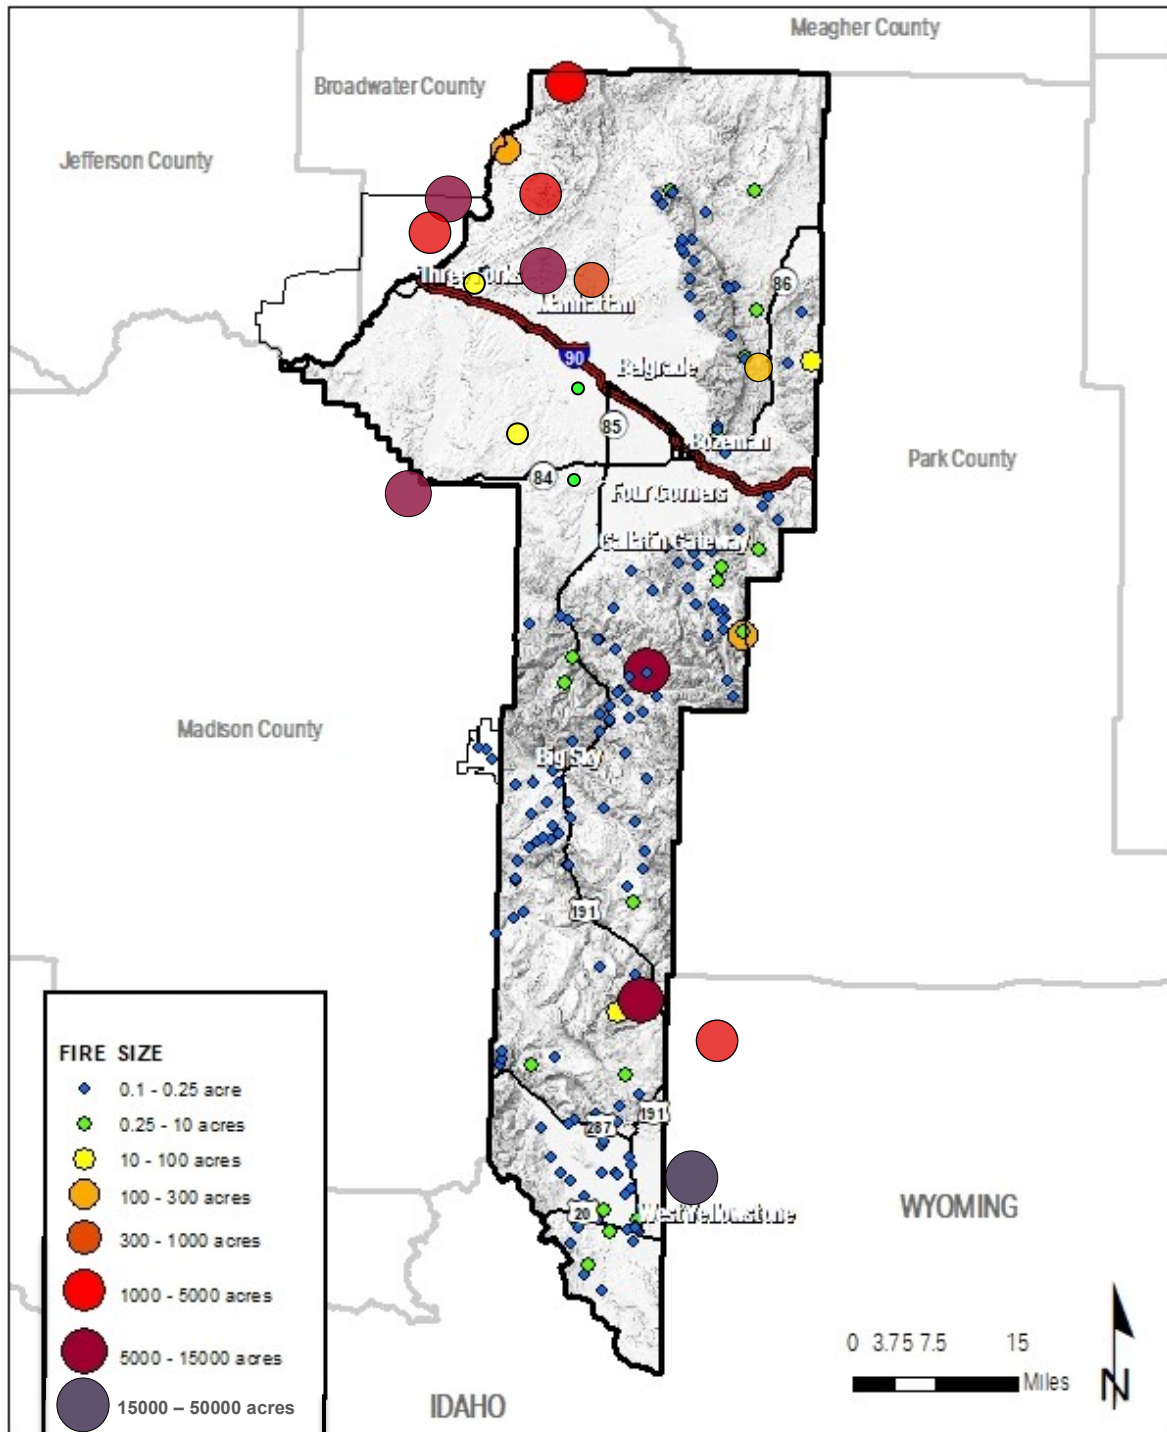 Meagher County
Broadwater County
Jefferson County
Three Forks
86
Manhattan
90
Belgrade
85
Bozeman
84
Park County
Four Corners
Gallatin Gateway
Madison County
Big Sky
191
FIRE SIZE
0.1 - 0.25 acre
0.25 - 10 acres
10 - 100 acres
100 - 300 acres
300 - 1000 acres
1000 - 5000 acres
5000 - 15000 acres
15000 – 50000 acres
191
287
20
West Yellowstone
WYOMING
0 3.75 7.5 15
Miles
N
IDAHO